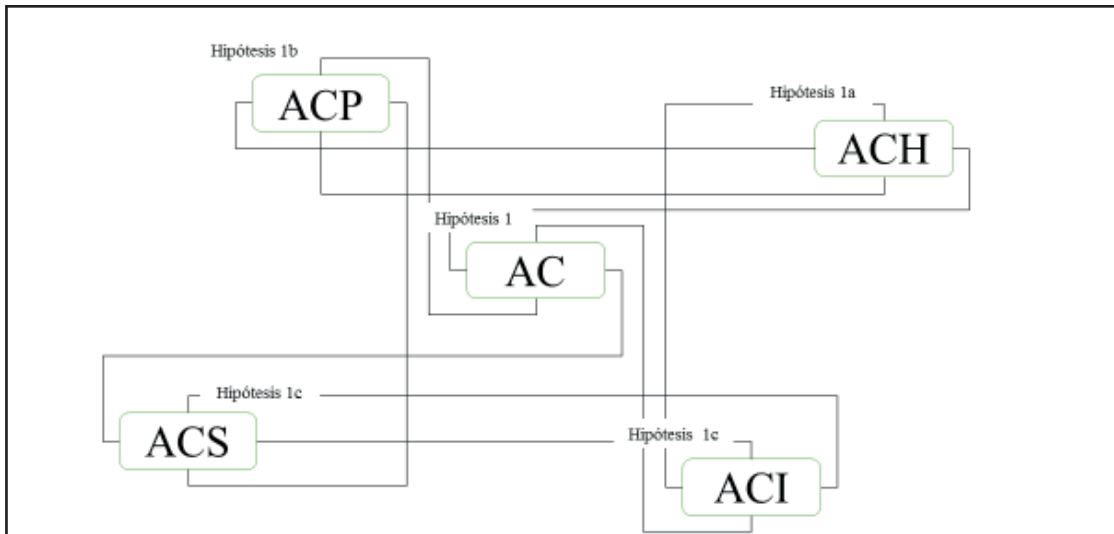 Hipótesis 1b
ACP
Hipótesis 1a
ACH
Hipótesis 1
AC
Hipótesis 1c
ACS
Hipótesis 1c
ACI